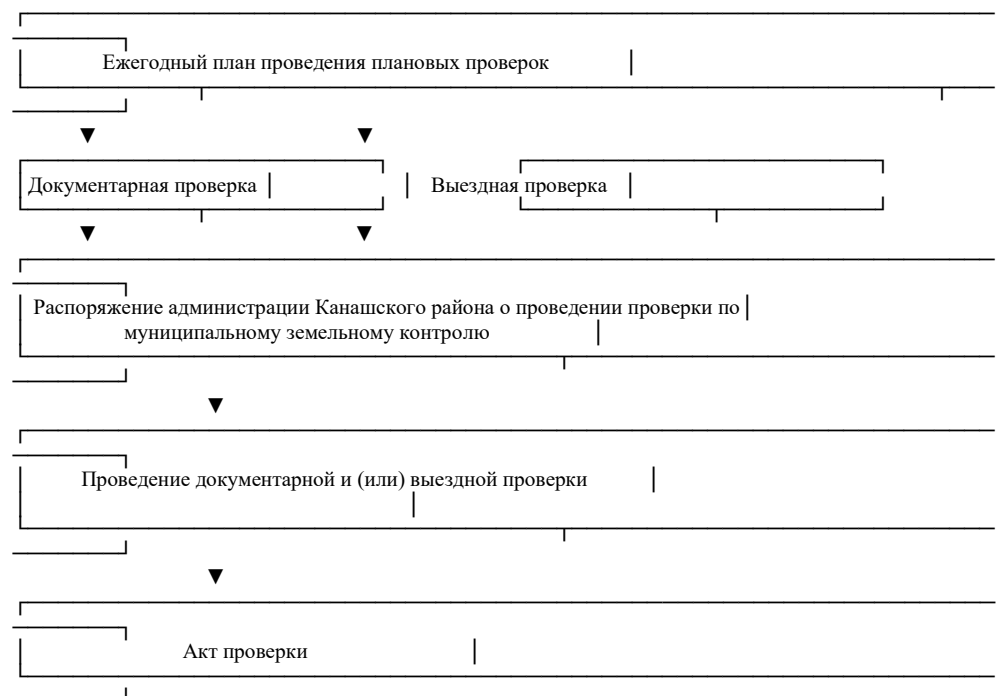 Ежегодный план проведения плановых проверок
Документарная проверка Выездная проверка
Распоряжение администрации Канашского района о проведении проверки по
муниципальному земельному контролю
Проведение документарной и (или) выездной проверки
Акт проверки